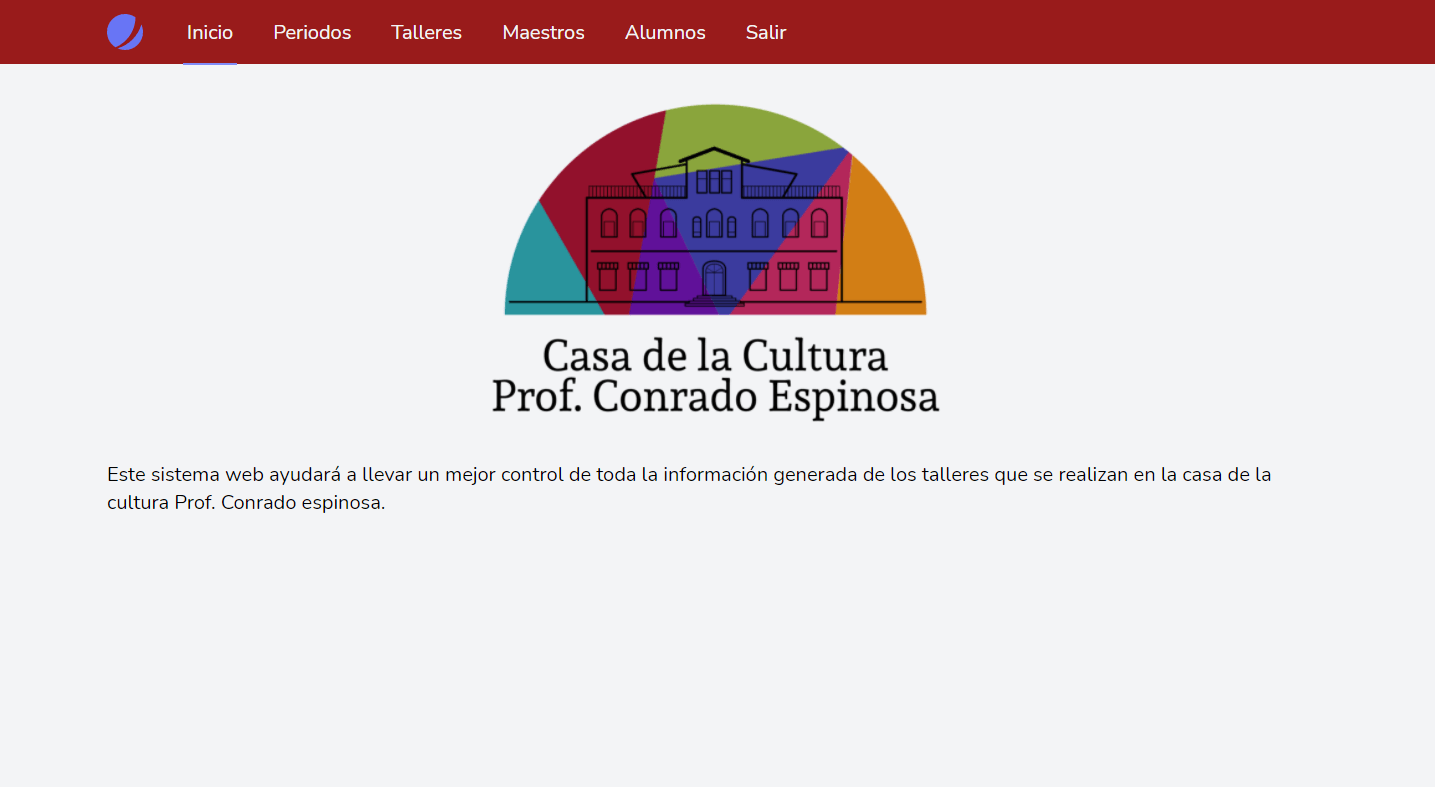 Inicio Periodos Talleres Maestros Alumnos Salir
Casa de la Cultura
Prof. Conrado Espinosa
Este sistema web ayudará a llevar un mejor control de toda la información generada de los talleres que se realizan en la casa de la
cultura Prof. Conrado espinosa.